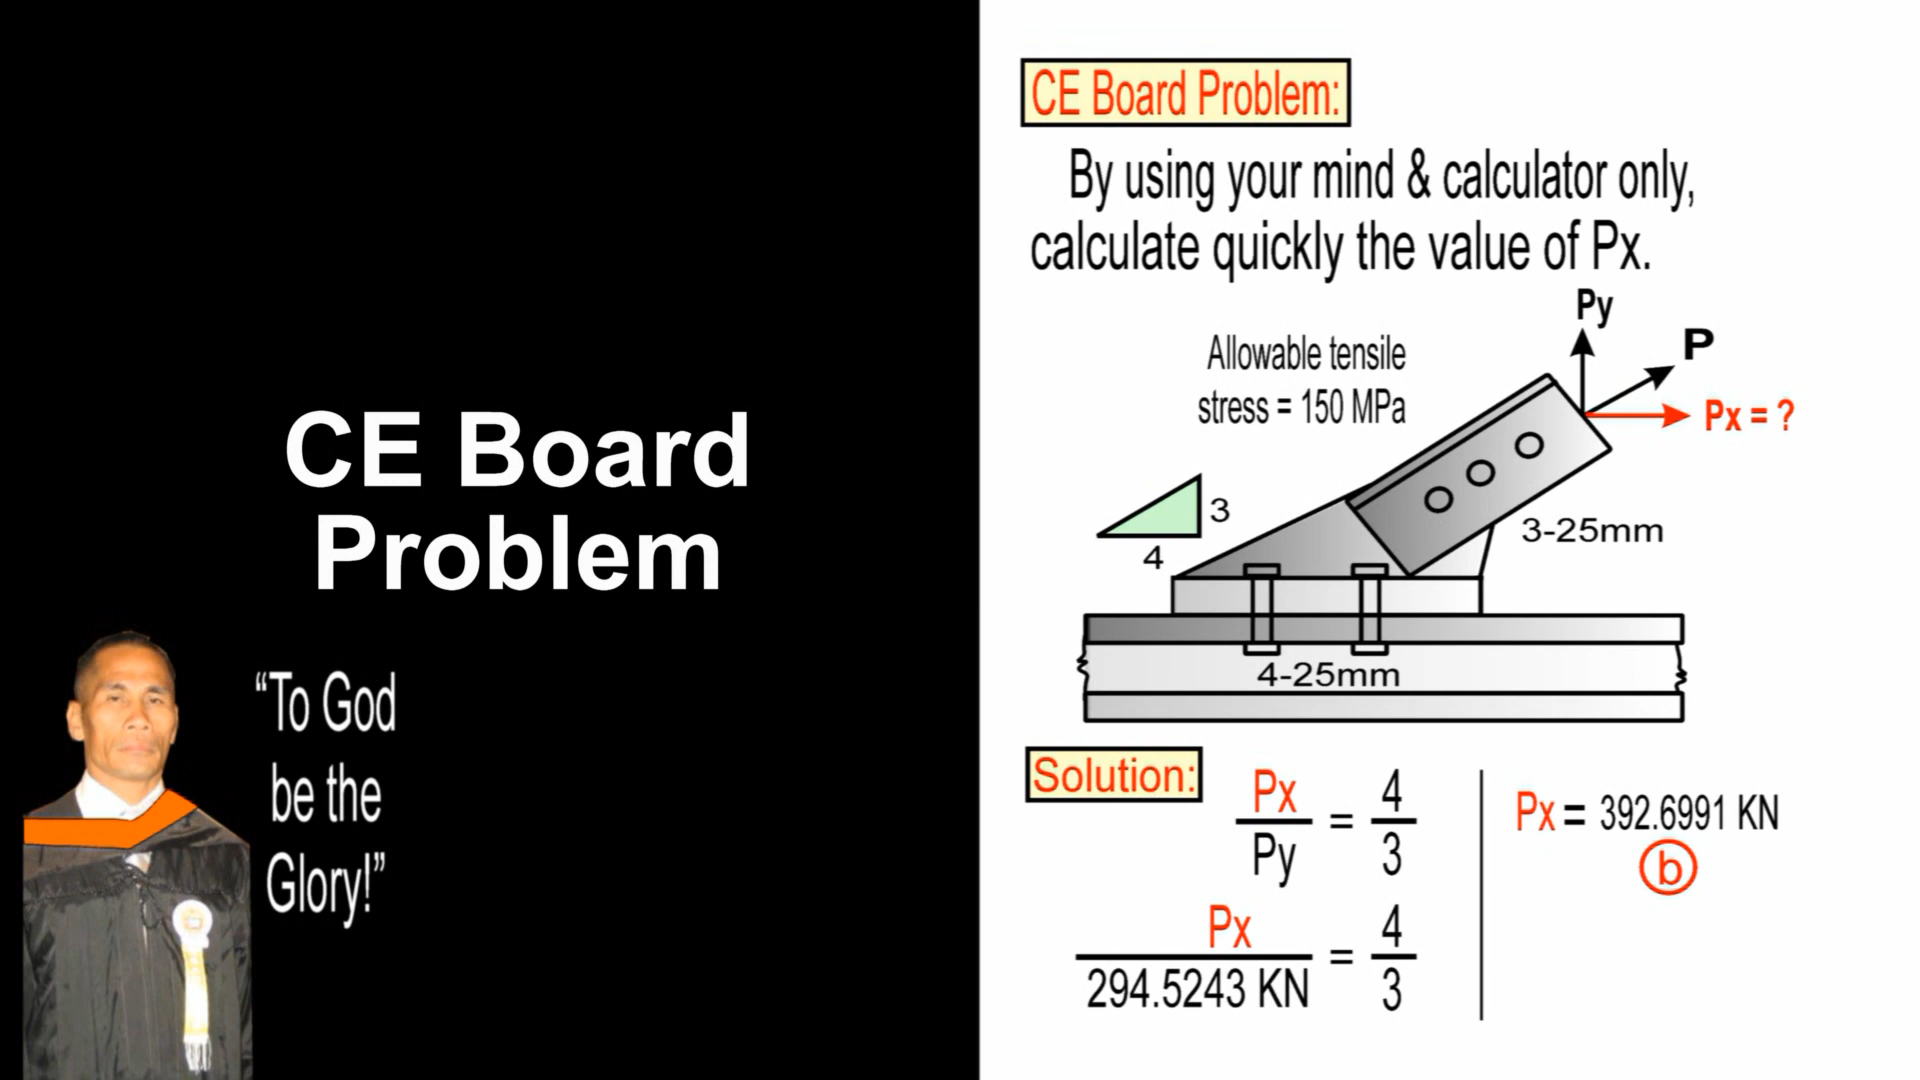 CE Board
Problem
“To God
be the
Glory!”
CE Board Problem:
By using your mind & calculator only,
calculate quickly the value of Px.
Py
P
Allowable tensile
stress = 150 MPa
Px = ?
3
4
3-25mm
4-25mm
Solution:
Px
Py
=
4
3
Px
294.5243 KN
=
4
3
Px = 392.6991 KN
b